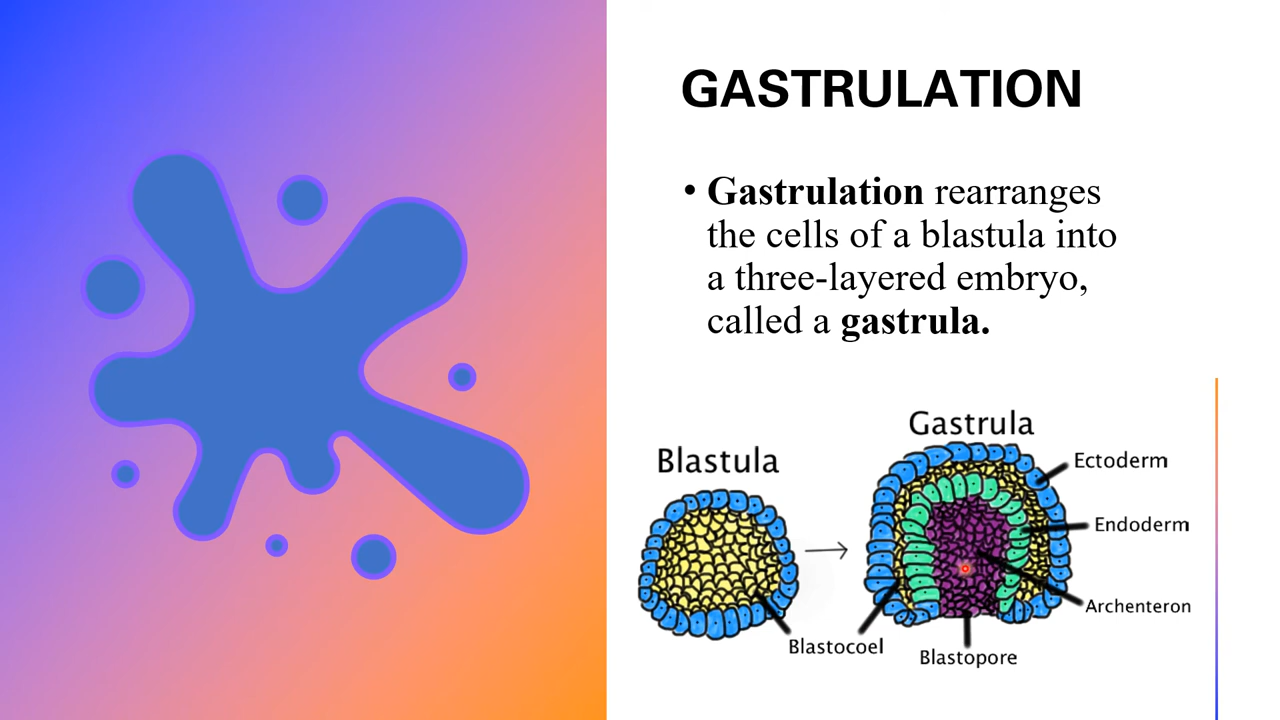 GASTRULATION
• Gastrulation rearranges
the cells of a blastula into
a three-layered embryo,
called a gastrula.
Gastrula
Blastula
Ectoderm
Endoderm
Archenteron
Blastocoel
Blastopore